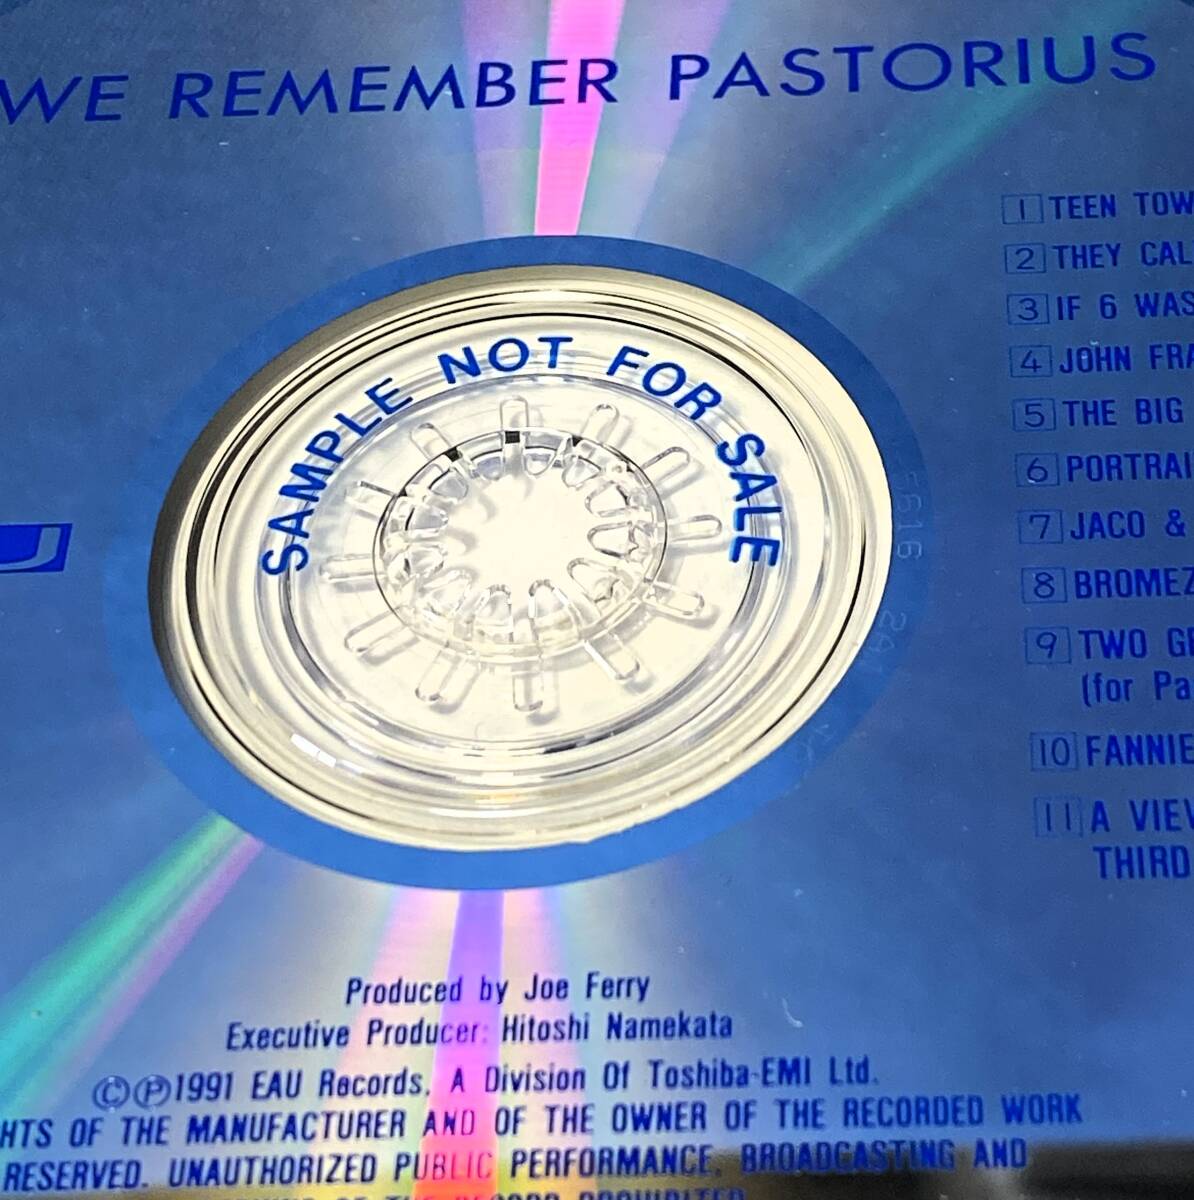 WE REMEMBER PASTORIUS
SAMPLE NOT FOR SALE
1 TEEN TOW
2 THEY CAL
3 IF 6 WAS
4 JOHN FRA
5 THE BIG
6 PORTRAI
7 JACO &
8 BROMEZ
9 TWO GR
(for Pa
10 FANNIE
11 A VIEW
THIRD
Produced by Joe Ferry
Executive Producer: Hitoshi Namekata
©℗1991 EAU Records, A Division Of Toshiba-EMI Ltd.
HTS OF THE MANUFACTURER AND OF THE OWNER OF THE RECORDED WORK
RESERVED. UNAUTHORIZED PUBLIC PERFORMANCE, BROADCASTING AND